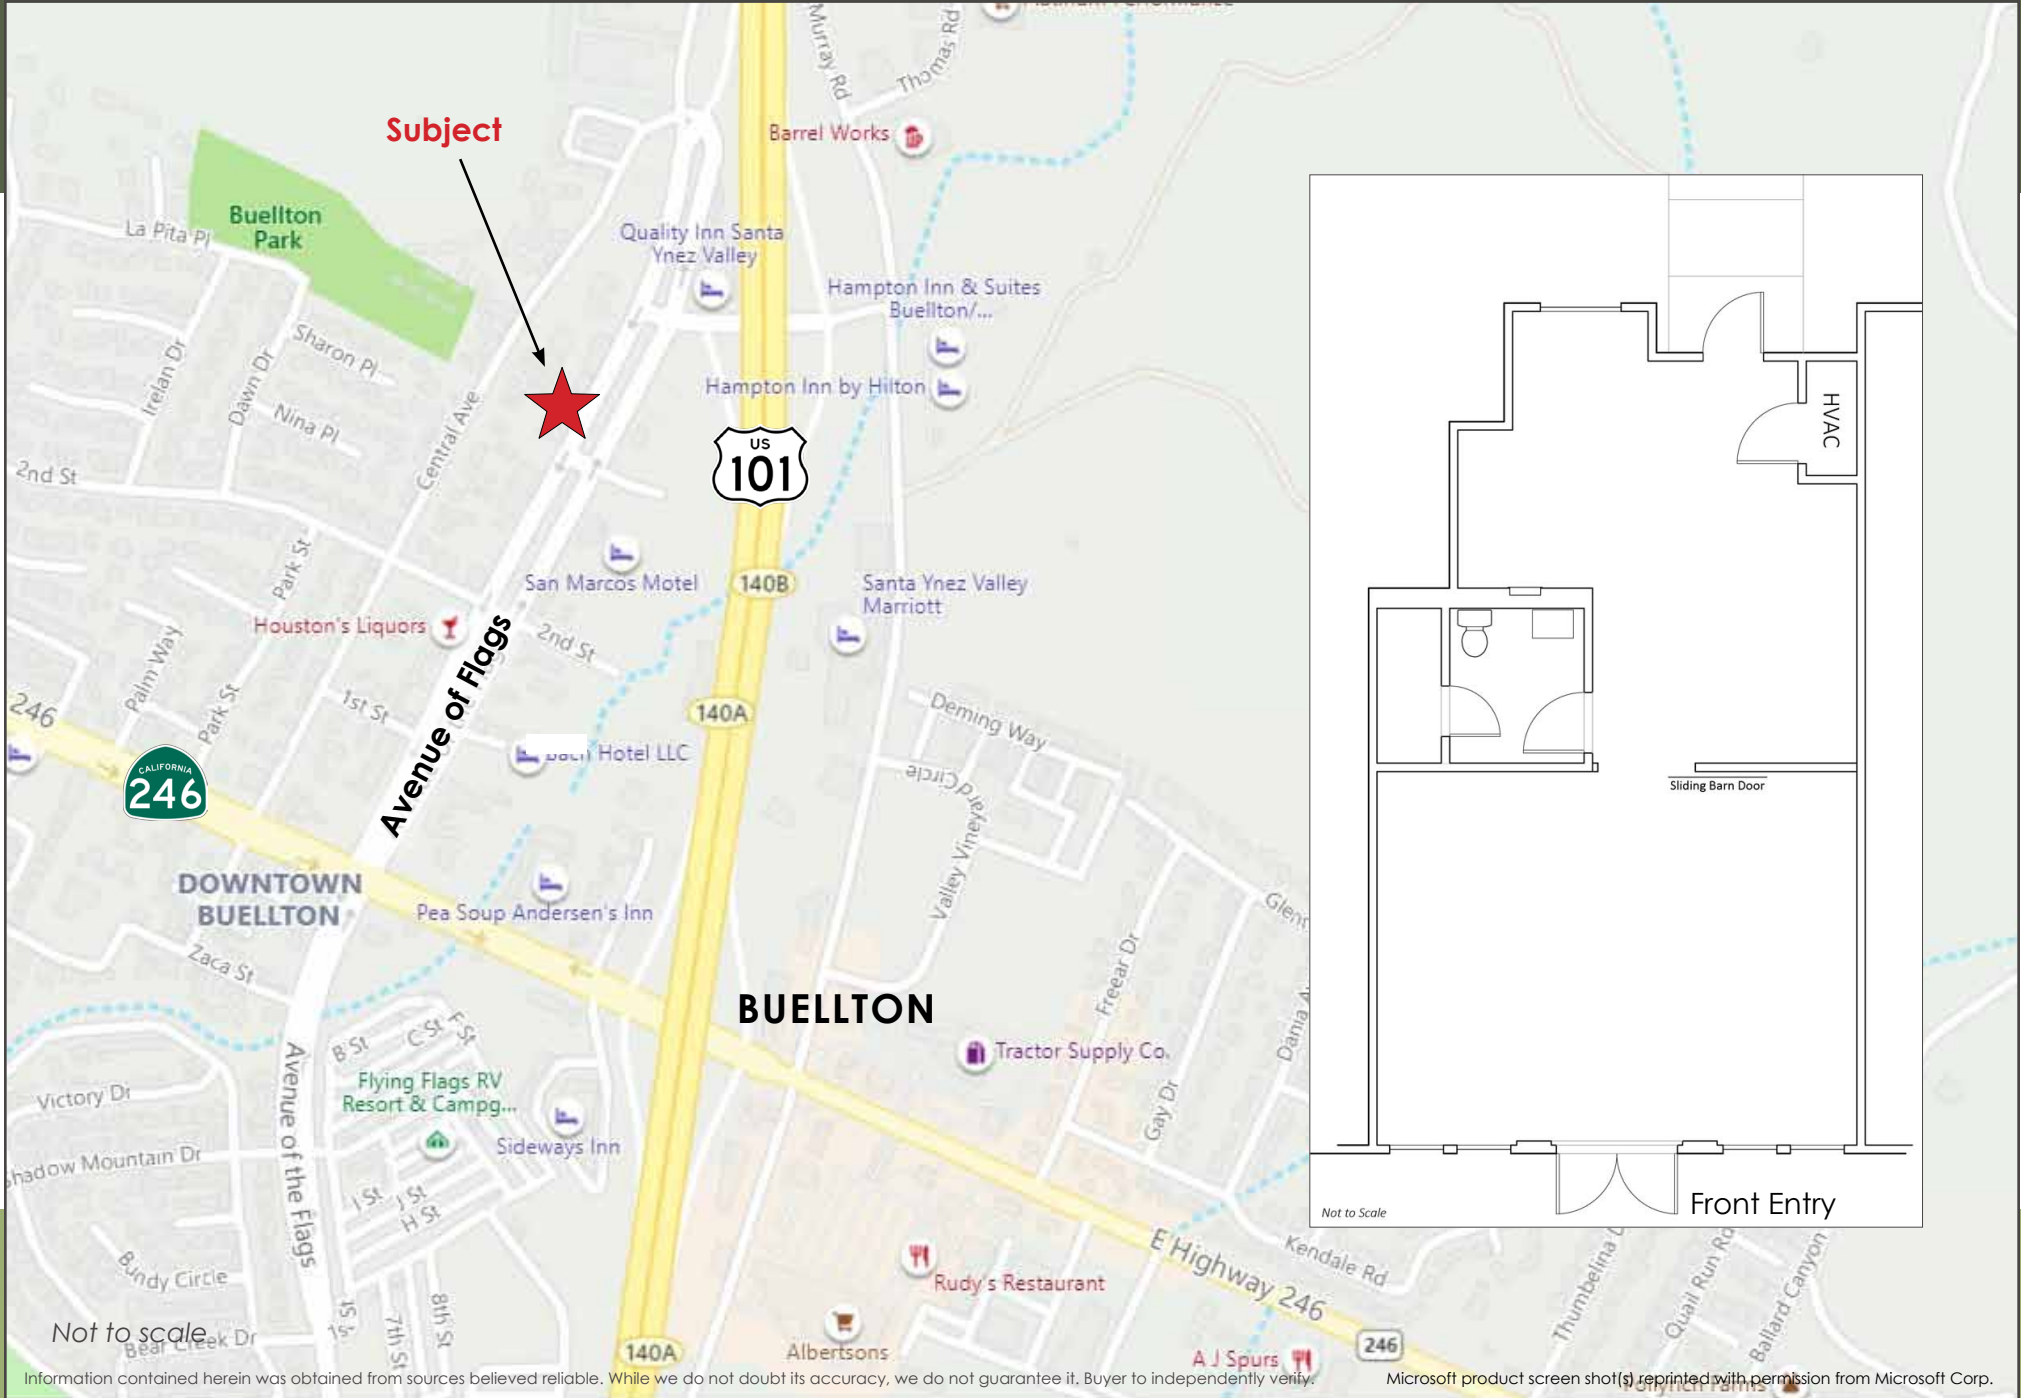 Murray Rd
Thomas Rd
Subject
Barrel Works
Buellton
Park
La Pita Pl
Quality Inn Santa
Ynez Valley
Hampton Inn & Suites
Buellton/...
Sharon Pl
Irelan Dr
Dawn Dr
Hampton Inn by Hilton
Nina Pl
Central Ave
US
101
2nd St
HVAC
Park St
San Marcos Motel
140B
Santa Ynez Valley
Marriott
Houston's Liquors
2nd St
Palm Way
Avenue of Flags
Park St
1st St
246
140A
Deming Way
Hotel LLC
CALIFORNIA
246
Valley Vineyard Circle
Sliding Barn Door
DOWNTOWN
BUELLTON
Pea Soup Andersen's Inn
Glens
Zaca St
Freear Dr
BUELLTON
Dania A
B St
C St
F St
Tractor Supply Co.
Avenue of the Flags
Flying Flags RV
Resort & Campg...
Victory Dr
Gay Dr
Sideways Inn
hadow Mountain Dr
I St
J St
H St
Not to Scale
Front Entry
E Highway 246
Kendale Rd
Bundy Circle
Rudy's Restaurant
Thumbelina D
Quail Run Rd
Ballard Canyon
Not to scale
7th St
8th St
140A
Albertsons
A J Spurs
246
Information contained herein was obtained from sources believed reliable. While we do not doubt its accuracy, we do not guarantee it. Buyer to independently verify.
Microsoft product screen shot(s) reprinted with permission from Microsoft Corp.